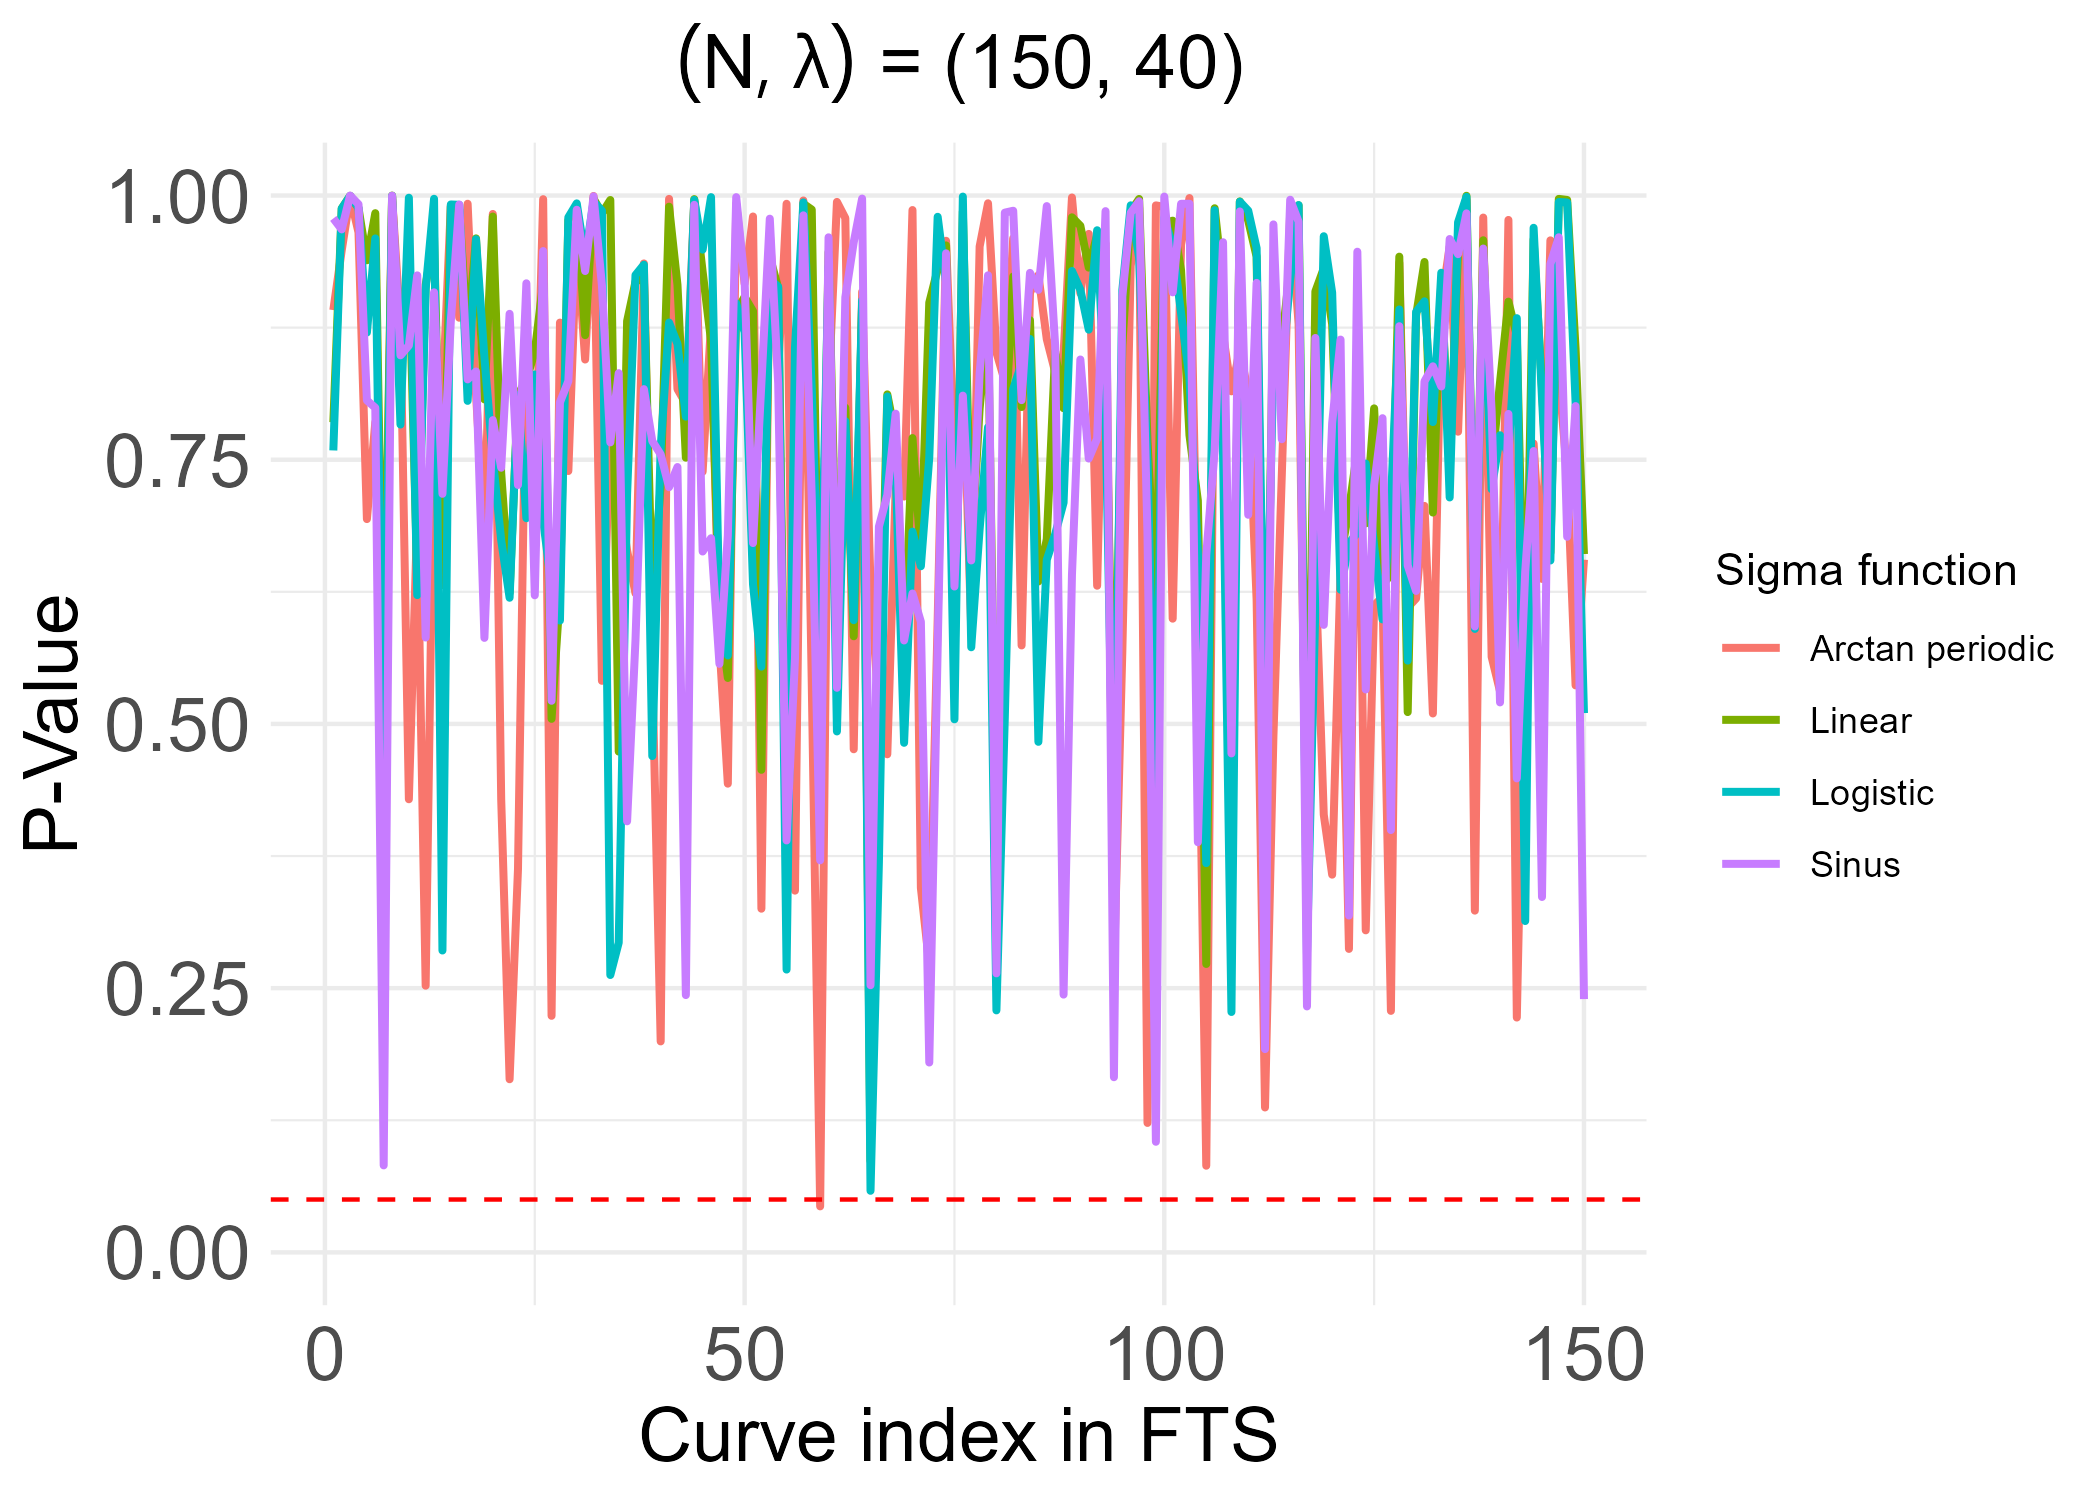 (N, λ) = (150, 40)
P-Value
1.00
0.75
0.50
0.25
0.00
0 50 100 150
Curve index in FTS
Sigma function
Arctan periodic
Linear
Logistic
Sinus